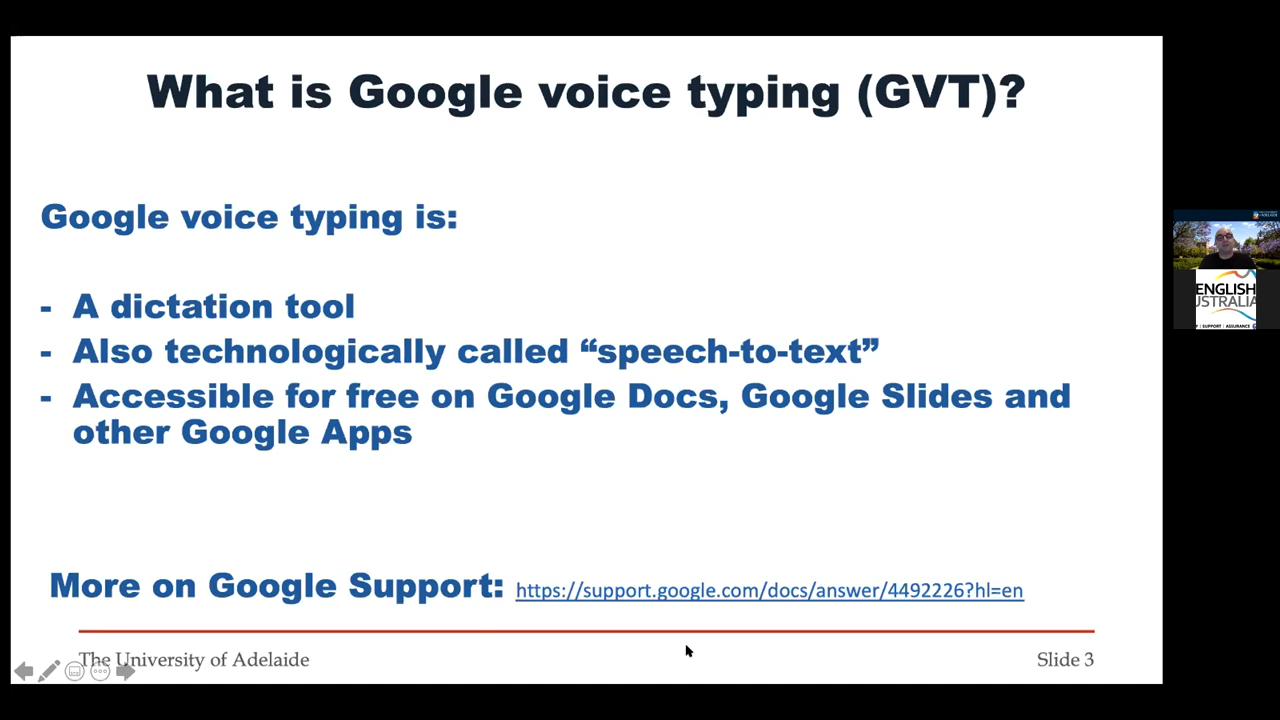 What is Google voice typing (GVT)?
Google voice typing is:
- A dictation tool
- Also technologically called “speech-to-text”
- Accessible for free on Google Docs, Google Slides and
other Google Apps
More on Google Support: https://support.google.com/docs/answer/4492226?hl=en
The University of Adelaide
Slide 3
ENGLISH
USTRALIA
SUPPORT | ASSURANCE